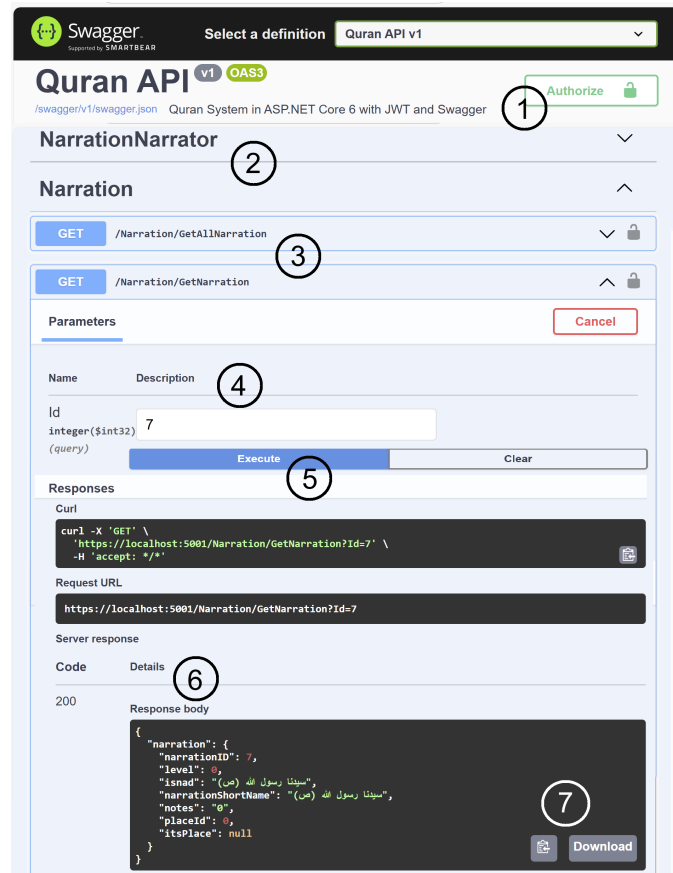 Swagger.
Supported by SMARTBEAR
Select a definition
Quran API v1
Quran API v1 OAS3
/swagger/v1/swagger.json Quran System in ASP.NET Core 6 with JWT and Swagger
Authorize
1
NarrationNarrator
2
Narration
GET /Narration/GetAllNarration
3
GET /Narration/GetNarration
Parameters
Cancel
Name Description
4
Id
integer($int32)
(query)
7
Execute
Clear
5
Responses
Curl
curl -X 'GET' \
'https://localhost:5001/Narration/GetNarration?Id=7' \
-H 'accept: */*'
Request URL
https://localhost:5001/Narration/GetNarration?Id=7
Server response
Code Details
6
200
Response body
{
"narration": {
"narrationID": 7,
"level": 0,
"isnad": "سيدنا رسول الله (ص)",
"narrationShortName": "سيدنا رسول الله (ص)",
"notes": "0",
"placeId": 0,
"itsPlace": null
}
}
7
Download